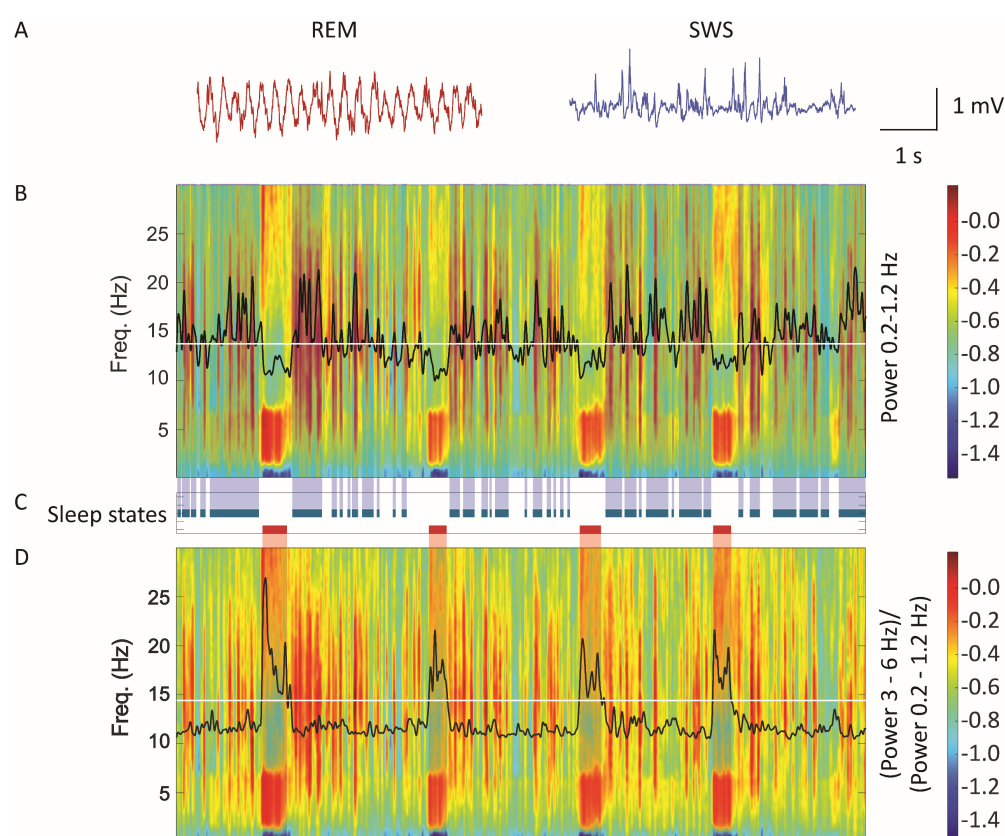 A
REM
SWS
1 mV
1 s
B
Freq. (Hz)
25
20
15
10
5
Power 0.2-1.2 Hz
-0.0
-0.2
-0.4
-0.6
-0.8
-1.0
-1.2
-1.4
C
Sleep states
D
Freq. (Hz)
25
20
15
10
5
(Power 3 - 6 Hz)/
(Power 0.2 - 1.2 Hz)
-0.0
-0.2
-0.4
-0.6
-0.8
-1.0
-1.2
-1.4